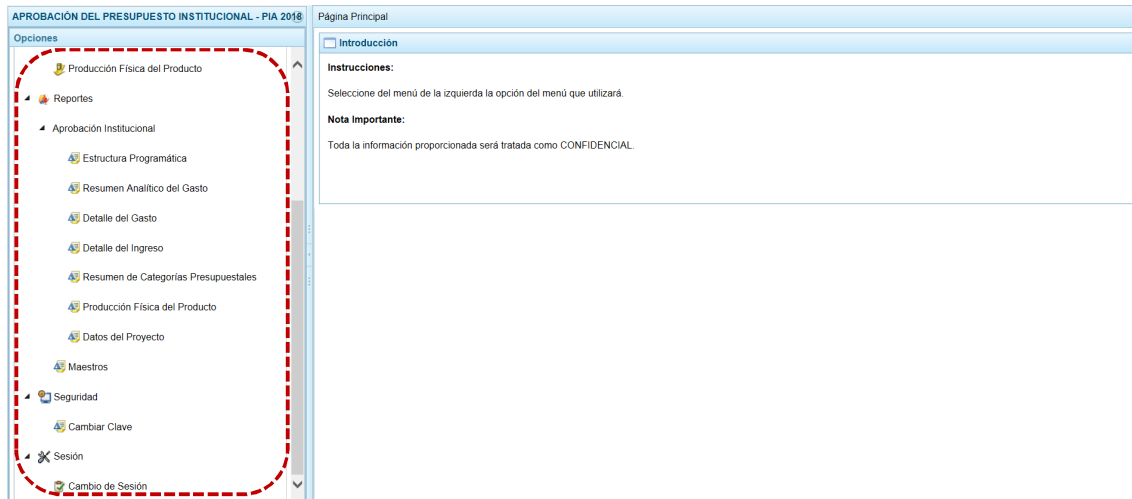 APROBACIÓN DEL PRESUPUESTO INSTITUCIONAL - PIA 2018
Opciones
Producción Física del Producto
Reportes
Aprobación Institucional
Estructura Programática
Resumen Analítico del Gasto
Detalle del Gasto
Detalle del Ingreso
Resumen de Categorías Presupuestales
Producción Física del Producto
Datos del Proyecto
Maestros
Seguridad
Cambiar Clave
Sesión
Cambio de Sesión
Página Principal
Introducción
Instrucciones:
Seleccione del menú de la izquierda la opción del menú que utilizará.
Nota Importante:
Toda la información proporcionada será tratada como CONFIDENCIAL.